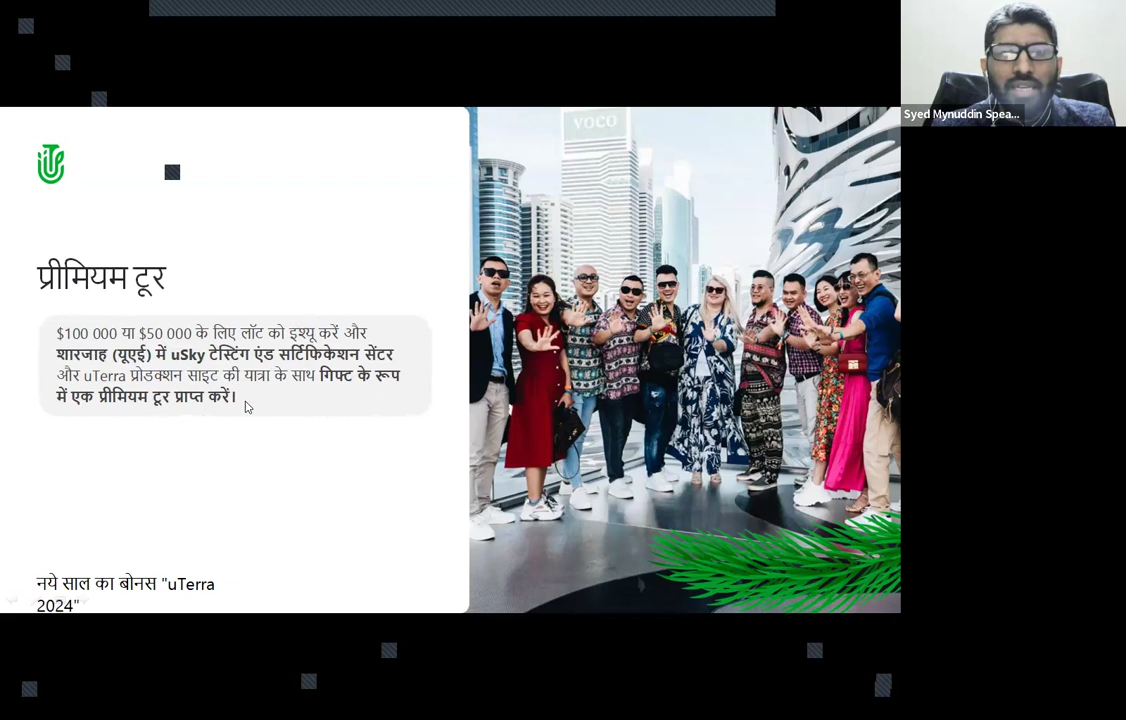 VOCO
Syed Mynuddin Spea...
प्रीमियम टूर
$100 000 या $50 000 के लिए लॉट को इश्यू करें और
शारजाह (यूएई) में uSky टेस्टिंग एंड सर्टिफिकेशन सेंटर
और uTerra प्रोडक्शन साइट की यात्रा के साथ गिफ्ट के रूप
में एक प्रीमियम टूर प्राप्त करें।
नये साल का बोनस "uTerra
2024"